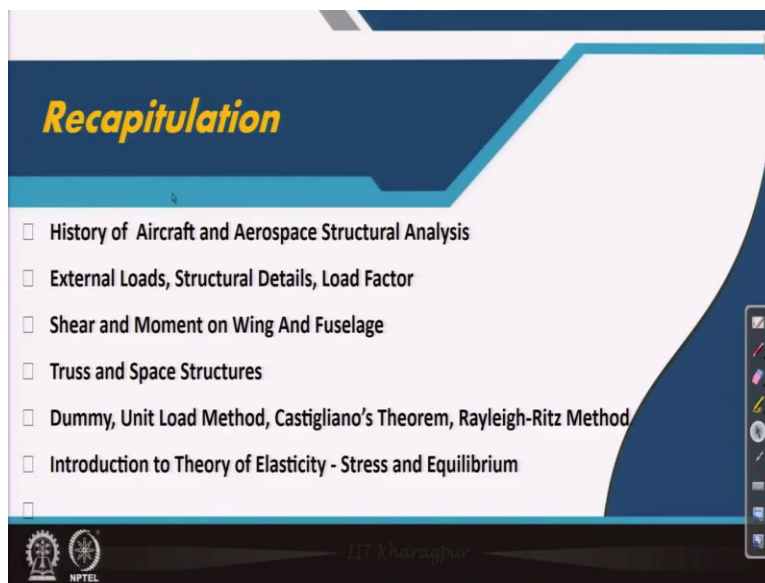 Recapitulation
History of Aircraft and Aerospace Structural Analysis
External Loads, Structural Details, Load Factor
Shear and Moment on Wing And Fuselage
Truss and Space Structures
Dummy, Unit Load Method, Castigliano's Theorem, Rayleigh-Ritz Method
Introduction to Theory of Elasticity - Stress and Equilibrium
IIT Kharagpur
NPTEL